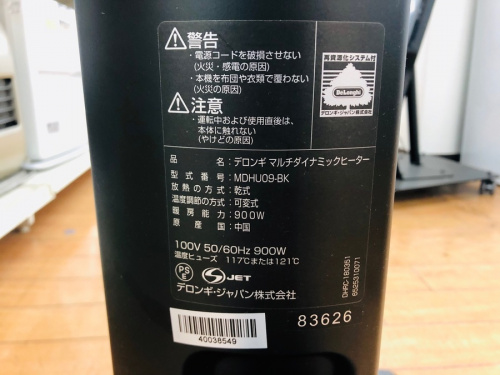 警告
・電源コードを破損させない
(火災・感電の原因)
・本機を布団や衣類で覆わない
(火災の原因)
注意
・運転中および使用直後は、
本体に触れない
(やけどの原因)
再資源化システム付
DeLonghi
デロンギ・ジャパン株式会社
品名：デロンギ マルチダイナミックヒーター
型式番号：MDHU09-BK
放熱の方式：乾式
温度調節の方式：可変式
暖房能力：900W
原産国：中国
100V 50/60Hz 900W
温度ヒューズ 117℃または121℃
PS
E
S JET
デロンギ・ジャパン株式会社
DHRC-180351
6525310071
40038549
83626